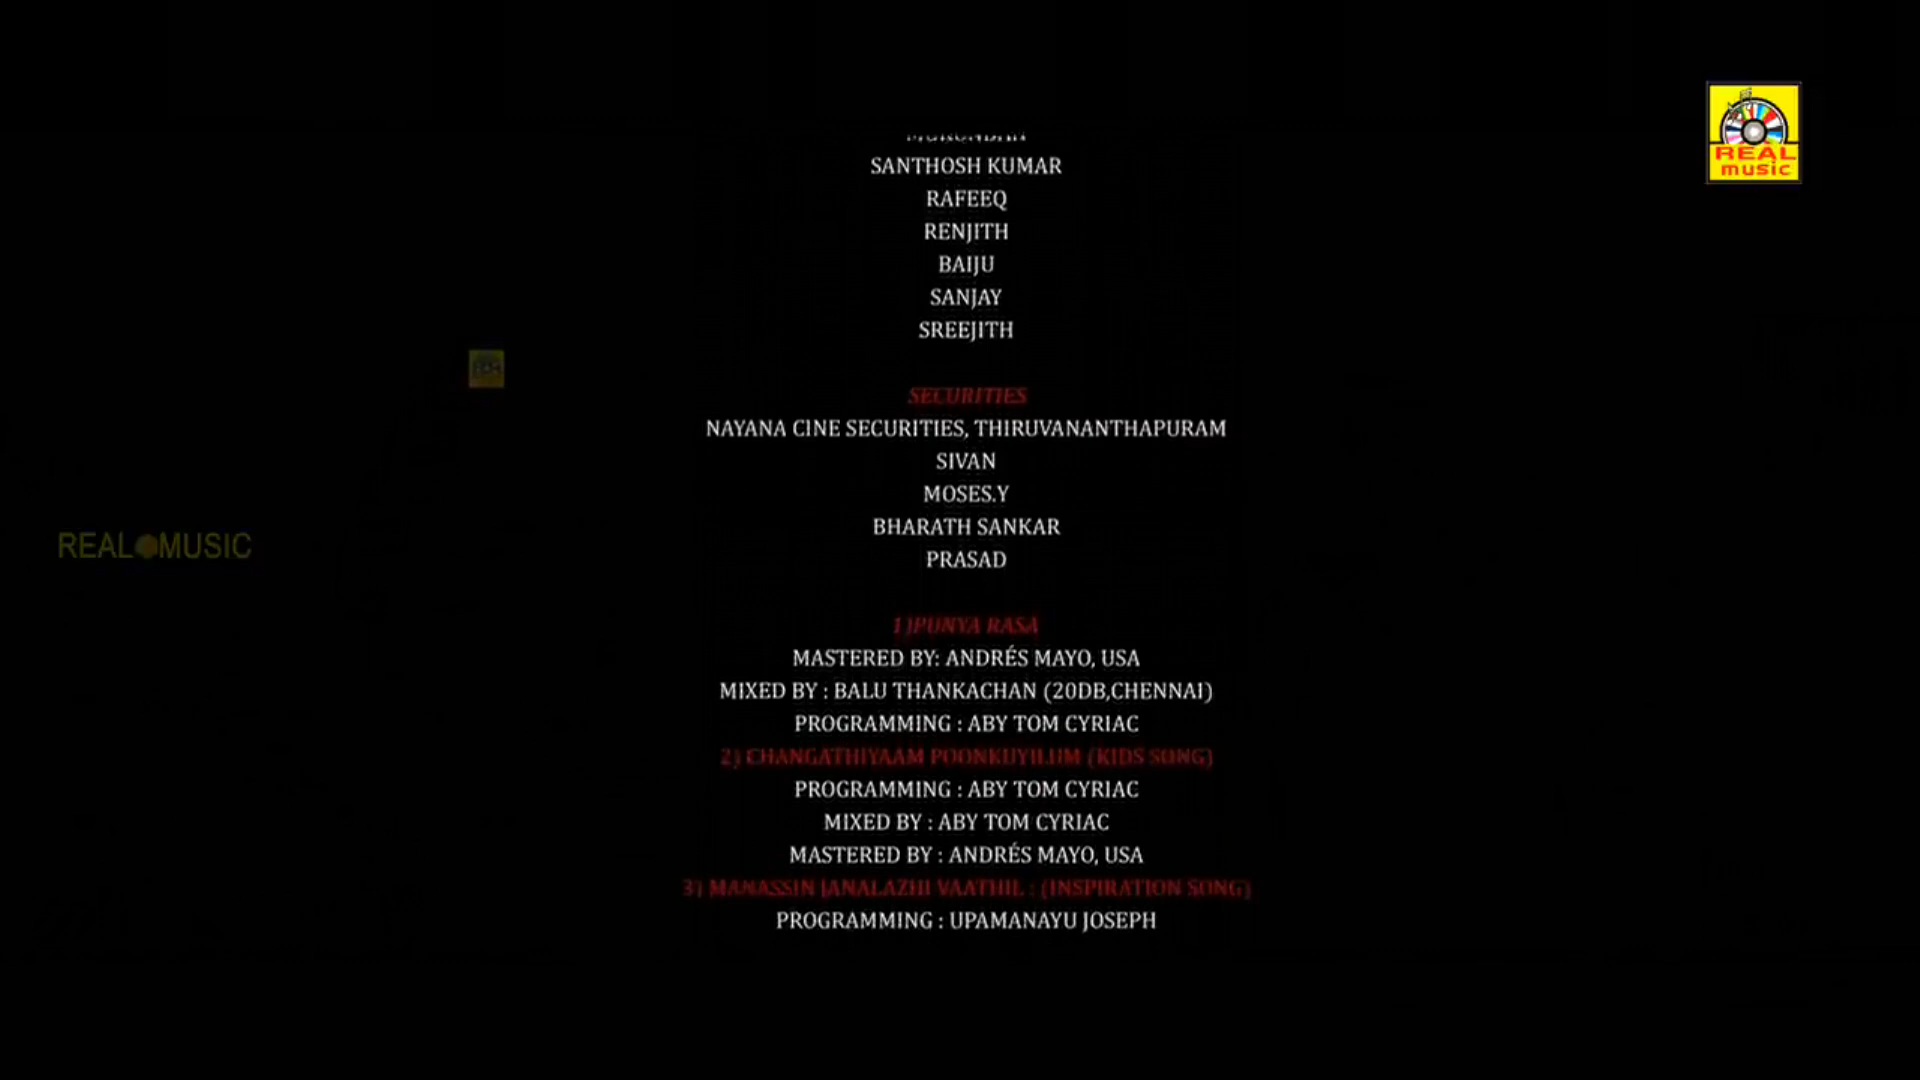 REAL
music
SANTHOSH KUMAR
RAFEEQ
RENJITH
BAIJU
SANJAY
SREEJITH
SECURITIES
NAYANA CINE SECURITIES, THIRUVANANTHAPURAM
SIVAN
MOSES.Y
BHARATH SANKAR
PRASAD
REAL MUSIC
1)PUNYA RASA
MASTERED BY: ANDRÉS MAYO, USA
MIXED BY : BALU THANKACHAN (20DB,CHENNAI)
PROGRAMMING : ABY TOM CYRIAC
2) CHANGATHIYAAM POONKUYILUM (KIDS SONG)
PROGRAMMING : ABY TOM CYRIAC
MIXED BY : ABY TOM CYRIAC
MASTERED BY : ANDRÉS MAYO, USA
3) MANASSIN JANALAZHI VAATHIL : (INSPIRATION SONG)
PROGRAMMING : UPAMANAYU JOSEPH